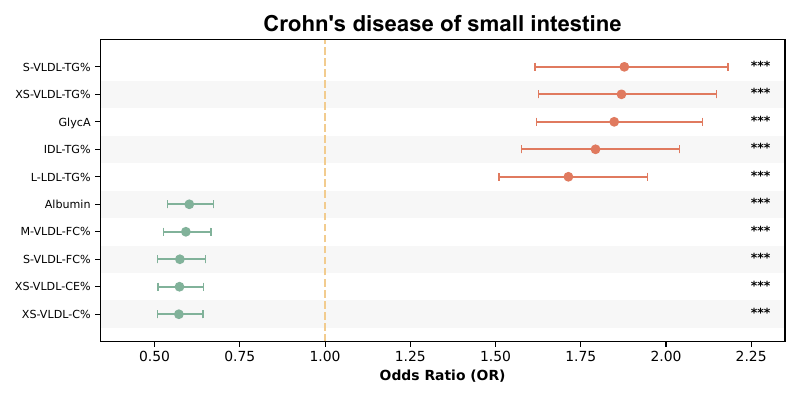 Crohn's disease of small intestine
S-VLDL-TG% ***
XS-VLDL-TG% ***
GlycA ***
IDL-TG% ***
L-LDL-TG% ***
Albumin ***
M-VLDL-FC% ***
S-VLDL-FC% ***
XS-VLDL-CE% ***
XS-VLDL-C% ***
0.50 0.75 1.00 1.25 1.50 1.75 2.00 2.25
Odds Ratio (OR)